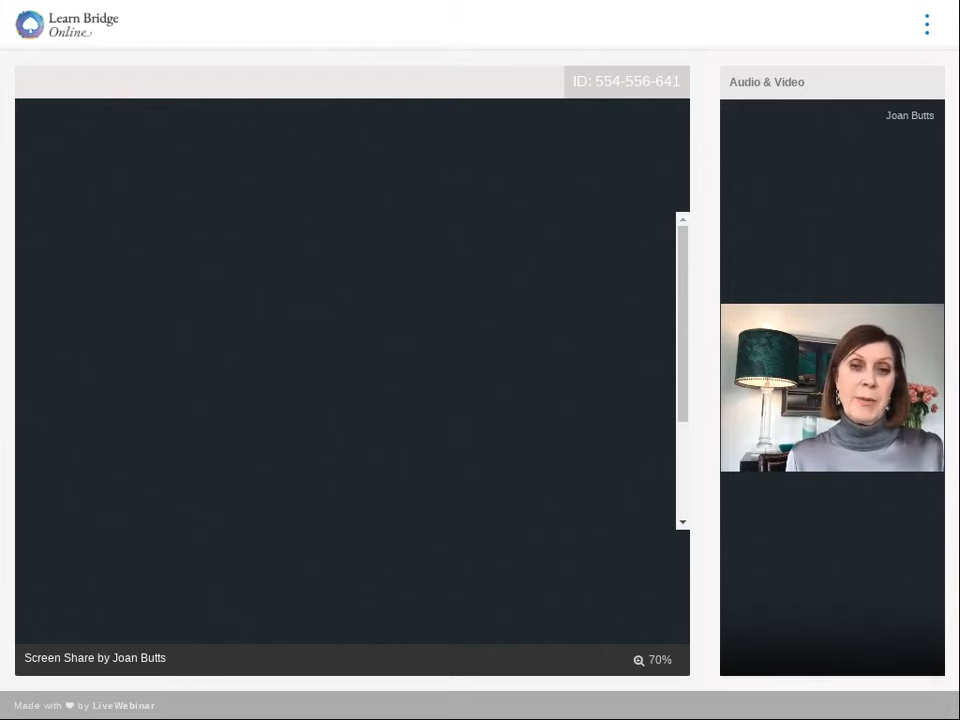 Learn Bridge
Online
ID: 554-556-641
Audio & Video
Joan Butts
Screen Share by Joan Butts
70%
Made with ❤ by LiveWebinar